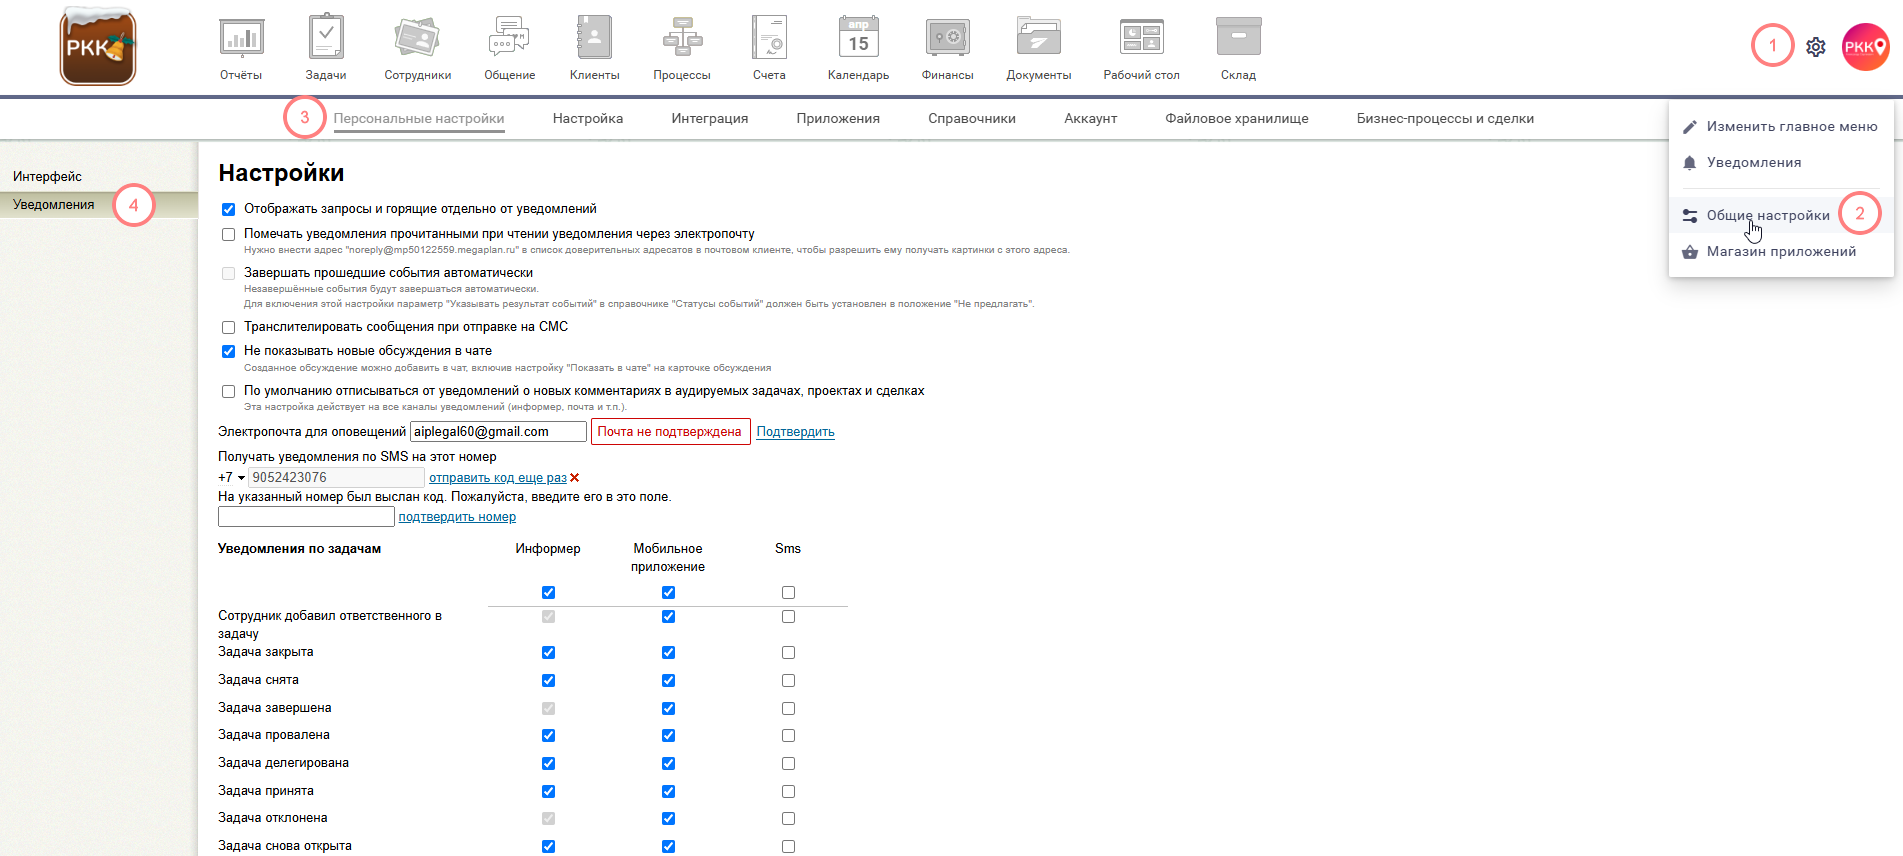 РКК
Отчёты
Задачи
Сотрудники
Общение
Клиенты
Процессы
Счета
апр
15
Календарь
Финансы
Документы
Рабочий стол
Склад
1
РКК
3
Персональные настройки
Настройка
Интеграция
Приложения
Справочники
Аккаунт
Файловое хранилище
Бизнес-процессы и сделки
Изменить главное меню
Уведомления
Общие настройки
2
Магазин приложений
Интерфейс
Уведомления
4
Настройки
Отображать запросы и горящие отдельно от уведомлений
Помечать уведомления прочитанными при чтении уведомления через электропочту
Нужно внести адрес "noreply@mp50122559.megaplan.ru" в список доверительных адресатов в почтовом клиенте, чтобы разрешить ему получать картинки с этого адреса.
Завершать прошедшие события автоматически
Незавершённые события будут завершаться автоматически.
Для включения этой настройки параметр "Указывать результат событий" в справочнике "Статусы событий" должен быть установлен в положение "Не предлагать".
Транслителировать сообщения при отправке на СМС
Не показывать новые обсуждения в чате
Созданное обсуждение можно добавить в чат, включив настройку "Показать в чате" на карточке обсуждения
По умолчанию отписываться от уведомлений о новых комментариях в аудируемых задачах, проектах и сделках
Эта настройка действует на все каналы уведомлений (информер, почта и т.п.).
Электропочта для оповещений aiplegal60@gmail.com Почта не подтверждена Подтвердить
Получать уведомления по SMS на этот номер
+7 9052423076 отправить код еще раз
На указанный номер был выслан код. Пожалуйста, введите его в это поле.
подтвердить номер
Уведомления по задачам Информер Мобильное приложение Sms
Сотрудник добавил ответственного в
задачу
Задача закрыта
Задача снята
Задача завершена
Задача провалена
Задача делегирована
Задача принята
Задача отклонена
Задача снова открыта